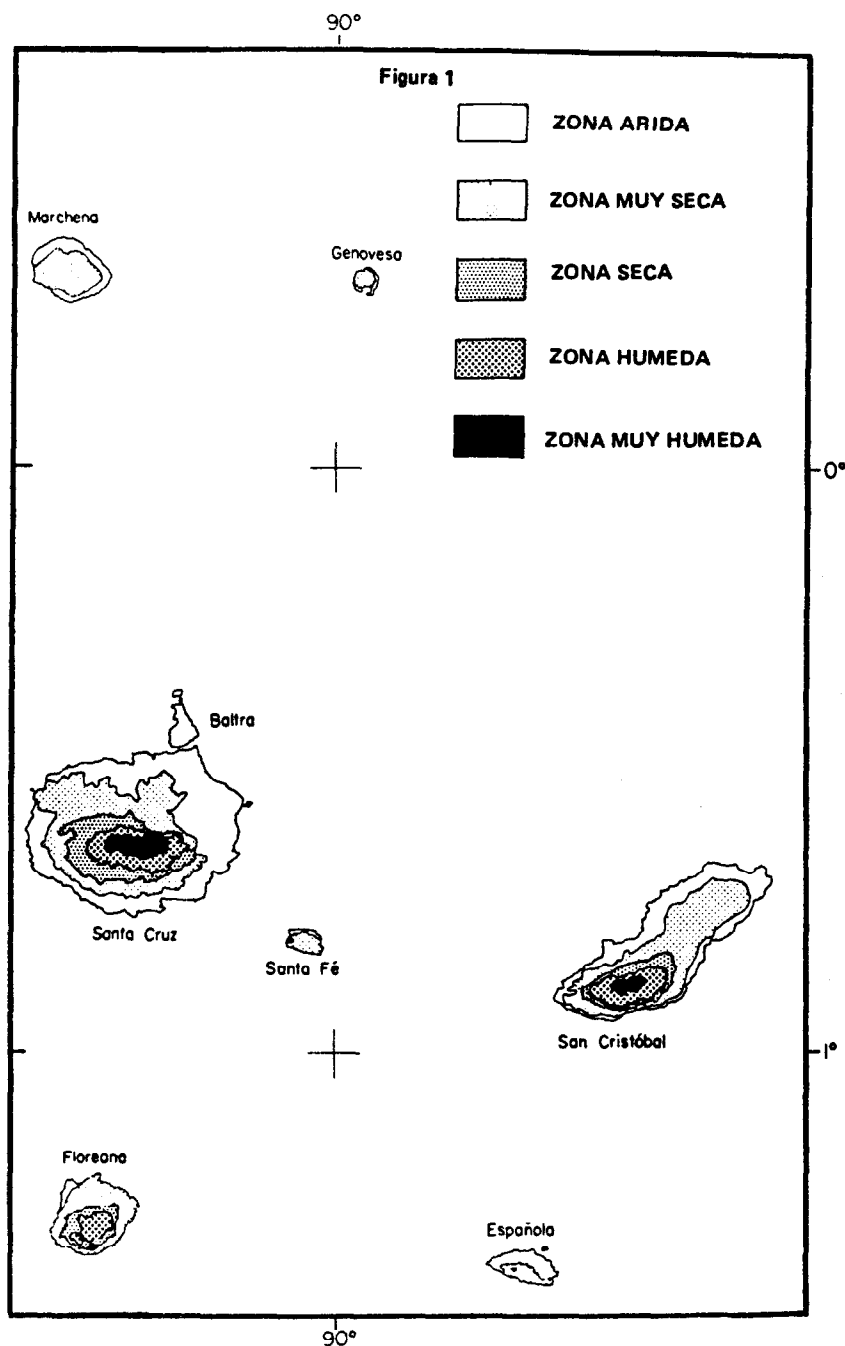 90°
Figura 1
ZONA ARIDA
ZONA MUY SECA
Marchena
Genovesa
ZONA SECA
ZONA HUMEDA
ZONA MUY HUMEDA
0°
Baltra
Santa Cruz
Santa Fé
San Cristóbal
1°
Floreana
Española
90°